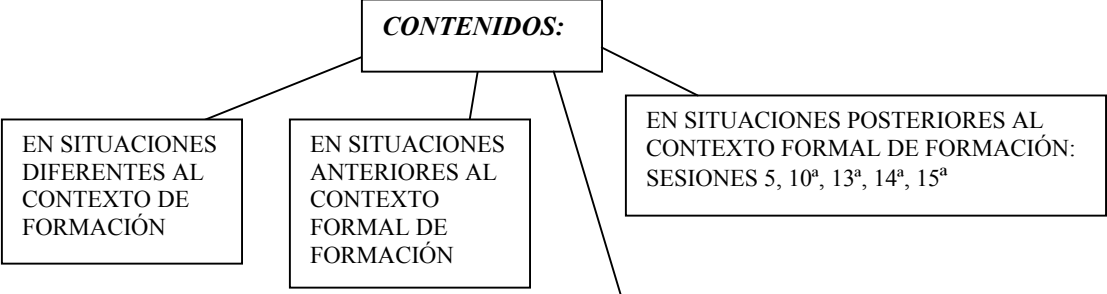 CONTENIDOS:
EN SITUACIONES
DIFERENTES AL
CONTEXTO DE
FORMACIÓN
EN SITUACIONES
ANTERIORES AL
CONTEXTO
FORMAL DE
FORMACIÓN
EN SITUACIONES POSTERIORES AL
CONTEXTO FORMAL DE FORMACIÓN:
SESIONES 5, 10ª, 13ª, 14ª, 15ª